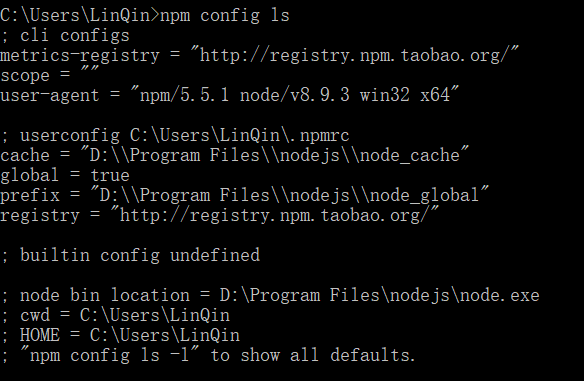 C:\Users\LinQin>npm config ls
; cli configs
metrics-registry = "http://registry.npm.taobao.org/"
scope = ""
user-agent = "npm/5.5.1 node/v8.9.3 win32 x64"
; userconfig C:\Users\LinQin\.npmrc
cache = "D:\\Program Files\\nodejs\\node_cache"
global = true
prefix = "D:\\Program Files\\nodejs\\node_global"
registry = "http://registry.npm.taobao.org/"
; builtin config undefined
; node bin location = D:\Program Files\nodejs\node.exe
; cwd = C:\Users\LinQin
; HOME = C:\Users\LinQin
; "npm config ls -l" to show all defaults.